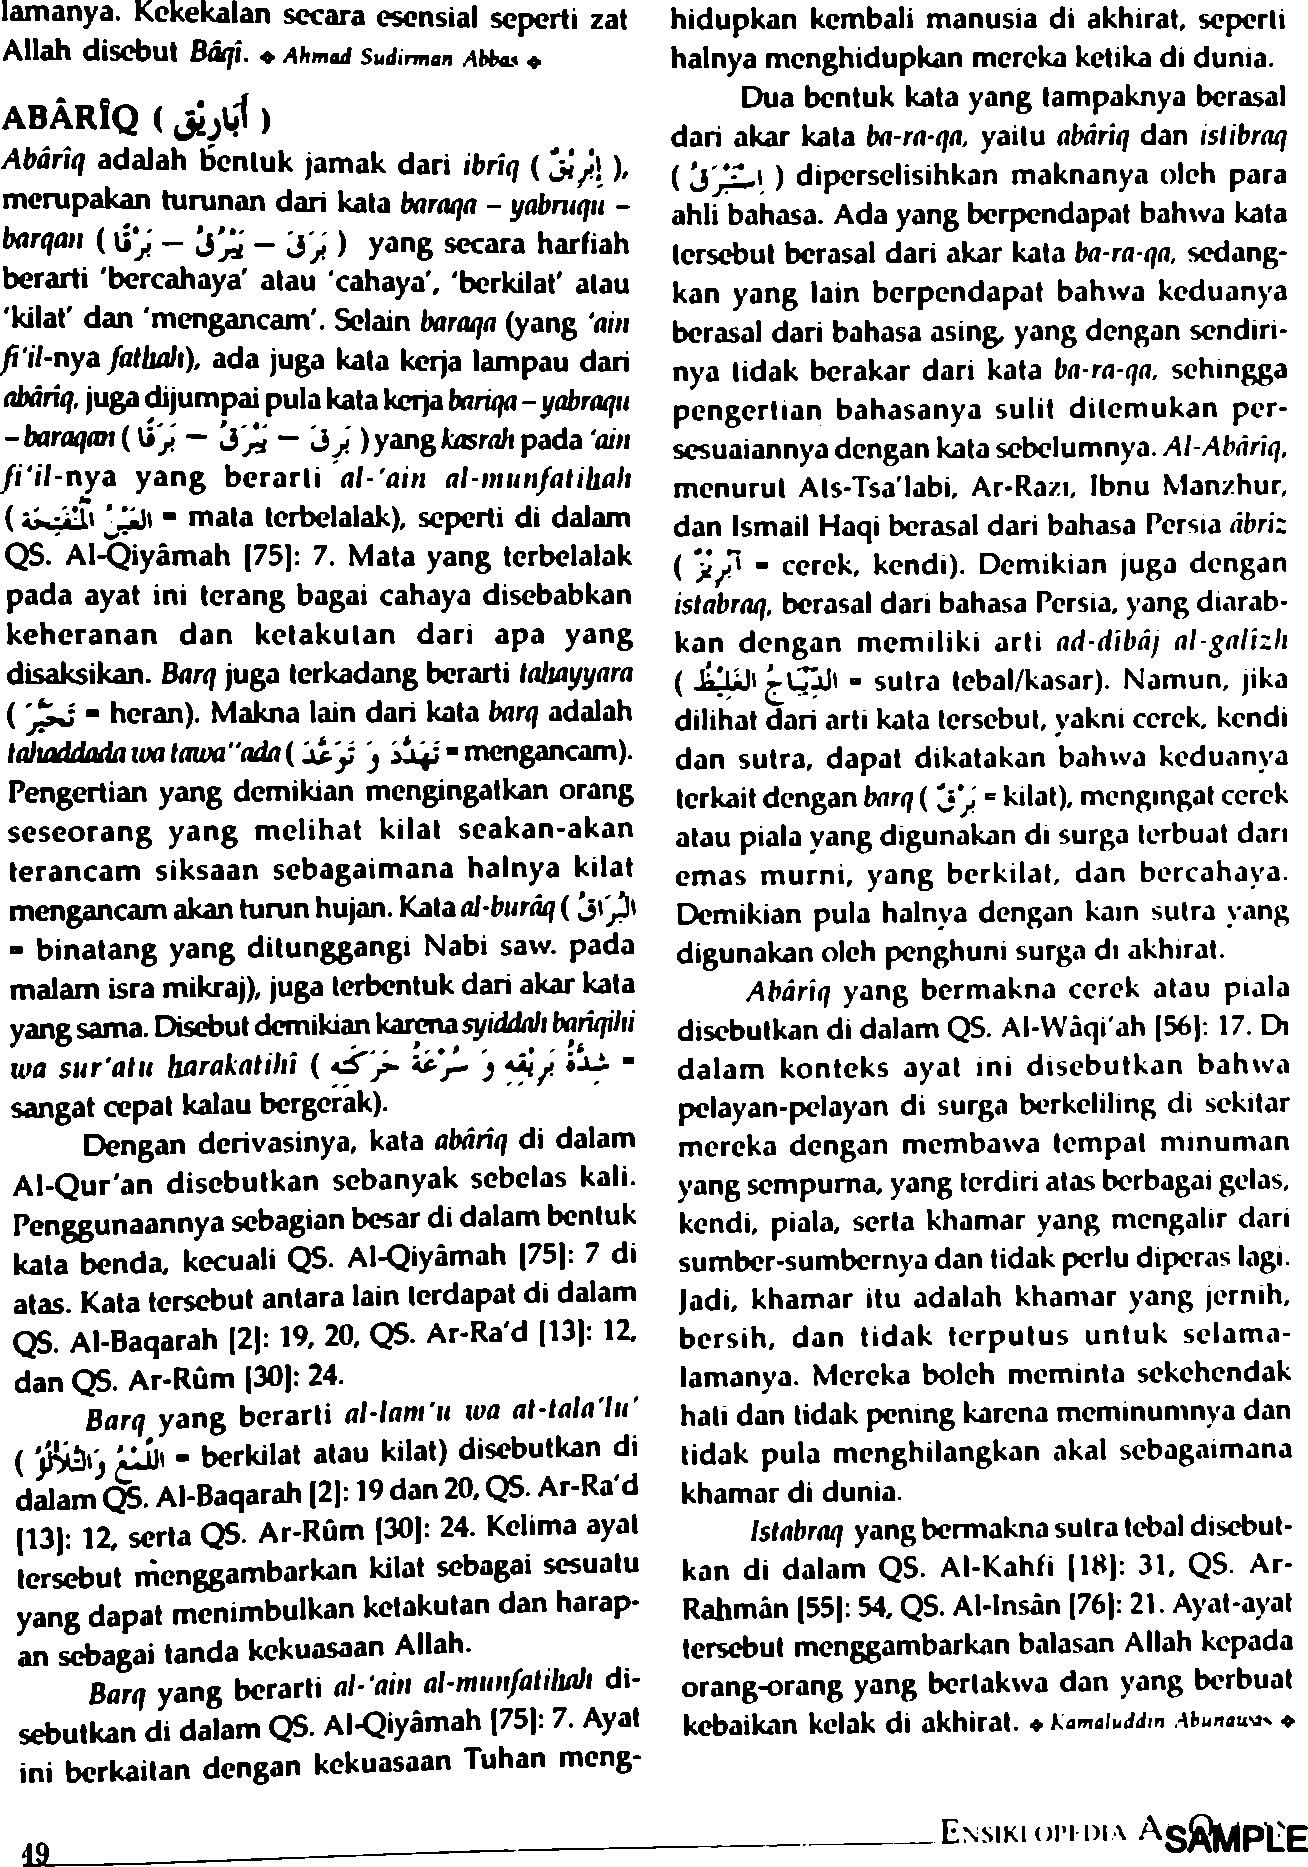 lamanya. Kekekalan secara esensial seperti zat
Allah disebut Bâqî. ◆ Ahmad Sudirman Abbas ◆
ABÂRÎQ ( أَبَارِيْق )
Abârîq adalah bentuk jamak dari ibrîq ( إِبْرِيْقٌ ),
merupakan turunan dari kata baraqa – yabruqu –
barqan ( بَرَقَ – يَبْرُقُ – بَرْقًا ) yang secara harfiah
berarti 'bercahaya' atau 'cahaya', 'berkilat' atau
'kilat' dan 'mengancam'. Selain baraqa (yang 'ain
fi'il-nya fathah), ada juga kata kerja lampau dari
abârîq, juga dijumpai pula kata kerja bariqa – yabraqu
– baraqan ( بَرِقَ – يَبْرَقُ – بَرَقًا ) yang kasrah pada 'ain
fi'il-nya yang berarti al-'ain al-munfatihah
( الْعَيْنُ الْمُنْفَتِحَة = mata terbelalak), seperti di dalam
QS. Al-Qiyâmah [75]: 7. Mata yang terbelalak
pada ayat ini terang bagai cahaya disebabkan
keheranan dan ketakutan dari apa yang
disaksikan. Barq juga terkadang berarti tahayyara
( تَحَيَّرَ = heran). Makna lain dari kata barq adalah
tahaddada wa tawa''ada ( تَهَدَّدَ وَ تَوَعَّدَ = mengancam).
Pengertian yang demikian mengingatkan orang
seseorang yang melihat kilat seakan-akan
terancam siksaan sebagaimana halnya kilat
mengancam akan turun hujan. Kata al-burâq ( الْبُرَاقُ
= binatang yang ditunggangi Nabi saw. pada
malam isra mikraj), juga terbentuk dari akar kata
yang sama. Disebut demikian karena syiddah barîqihi
wa sur'atu harakatihî ( شِدَّةُ بَرِيْقِهِ وَ سُرْعَةُ حَرَكَتِهِ =
sangat cepat kalau bergerak).
Dengan derivasinya, kata abârîq di dalam
Al-Qur'an disebutkan sebanyak sebelas kali.
Penggunaannya sebagian besar di dalam bentuk
kata benda, kecuali QS. Al-Qiyâmah [75]: 7 di
atas. Kata tersebut antara lain terdapat di dalam
QS. Al-Baqarah [2]: 19, 20, QS. Ar-Ra'd [13]: 12,
dan QS. Ar-Rûm [30]: 24.
Barq yang berarti al-lam'u wa at-tala'lu'
( اللَّمْعُ وَالتَّلَأْلُؤُ = berkilat atau kilat) disebutkan di
dalam QS. Al-Baqarah [2]: 19 dan 20, QS. Ar-Ra'd
[13]: 12, serta QS. Ar-Rûm [30]: 24. Kelima ayat
tersebut menggambarkan kilat sebagai sesuatu
yang dapat menimbulkan ketakutan dan harap-
an sebagai tanda kekuasaan Allah.
Barq yang berarti al-'ain al-munfatihah di-
sebutkan di dalam QS. Al-Qiyâmah [75]: 7. Ayat
ini berkaitan dengan kekuasaan Tuhan meng-
hidupkan kembali manusia di akhirat, seperti
halnya menghidupkan mereka ketika di dunia.
Dua bentuk kata yang tampaknya berasal
dari akar kata ba-ra-qa, yaitu abâriq dan istibraq
( اِسْتَبْرَقٌ ) diperselisihkan maknanya oleh para
ahli bahasa. Ada yang berpendapat bahwa kata
tersebut berasal dari akar kata ba-ra-qa, sedang-
kan yang lain berpendapat bahwa keduanya
berasal dari bahasa asing, yang dengan sendiri-
nya tidak berakar dari kata ba-ra-qa, sehingga
pengertian bahasanya sulit ditemukan per-
sesuaiannya dengan kata sebelumnya. Al-Abârîq,
menurut Ats-Tsa'labi, Ar-Razi, Ibnu Manzhur,
dan Ismail Haqi berasal dari bahasa Persia âbriz
( آبْرِيْزُ = cerek, kendi). Demikian juga dengan
istabraq, berasal dari bahasa Persia, yang diarab-
kan dengan memiliki arti ad-dîbâj al-galîzh
( الدِّيْبَاجُ الْغَلِيْظُ = sutra tebal/kasar). Namun, jika
dilihat dari arti kata tersebut, yakni cerek, kendi
dan sutra, dapat dikatakan bahwa keduanya
terkait dengan barq ( بَرْقٌ = kilat), mengingat cerek
atau piala yang digunakan di surga terbuat dari
emas murni, yang berkilat, dan bercahaya.
Demikian pula halnya dengan kain sutra yang
digunakan oleh penghuni surga di akhirat.
Abârîq yang bermakna cerek atau piala
disebutkan di dalam QS. Al-Wâqi'ah [56]: 17. Di
dalam konteks ayat ini disebutkan bahwa
pelayan-pelayan di surga berkeliling di sekitar
mereka dengan membawa tempat minuman
yang sempurna, yang terdiri atas berbagai gelas,
kendi, piala, serta khamar yang mengalir dari
sumber-sumbernya dan tidak perlu diperas lagi.
Jadi, khamar itu adalah khamar yang jernih,
bersih, dan tidak terputus untuk selama-
lamanya. Mereka boleh meminta sekehendak
hati dan tidak pening karena meminumnya dan
tidak pula menghilangkan akal sebagaimana
khamar di dunia.
Istabraq yang bermakna sutra tebal disebut-
kan di dalam QS. Al-Kahfi [18]: 31, QS. Ar-
Rahmân [55]: 54, QS. Al-Insân [76]: 21. Ayat-ayat
tersebut menggambarkan balasan Allah kepada
orang-orang yang bertakwa dan yang berbuat
kebaikan kelak di akhirat. ◆ Kamaluddin Abunawas ◆
49
ENSIKLOPEDIA
SAMPLE